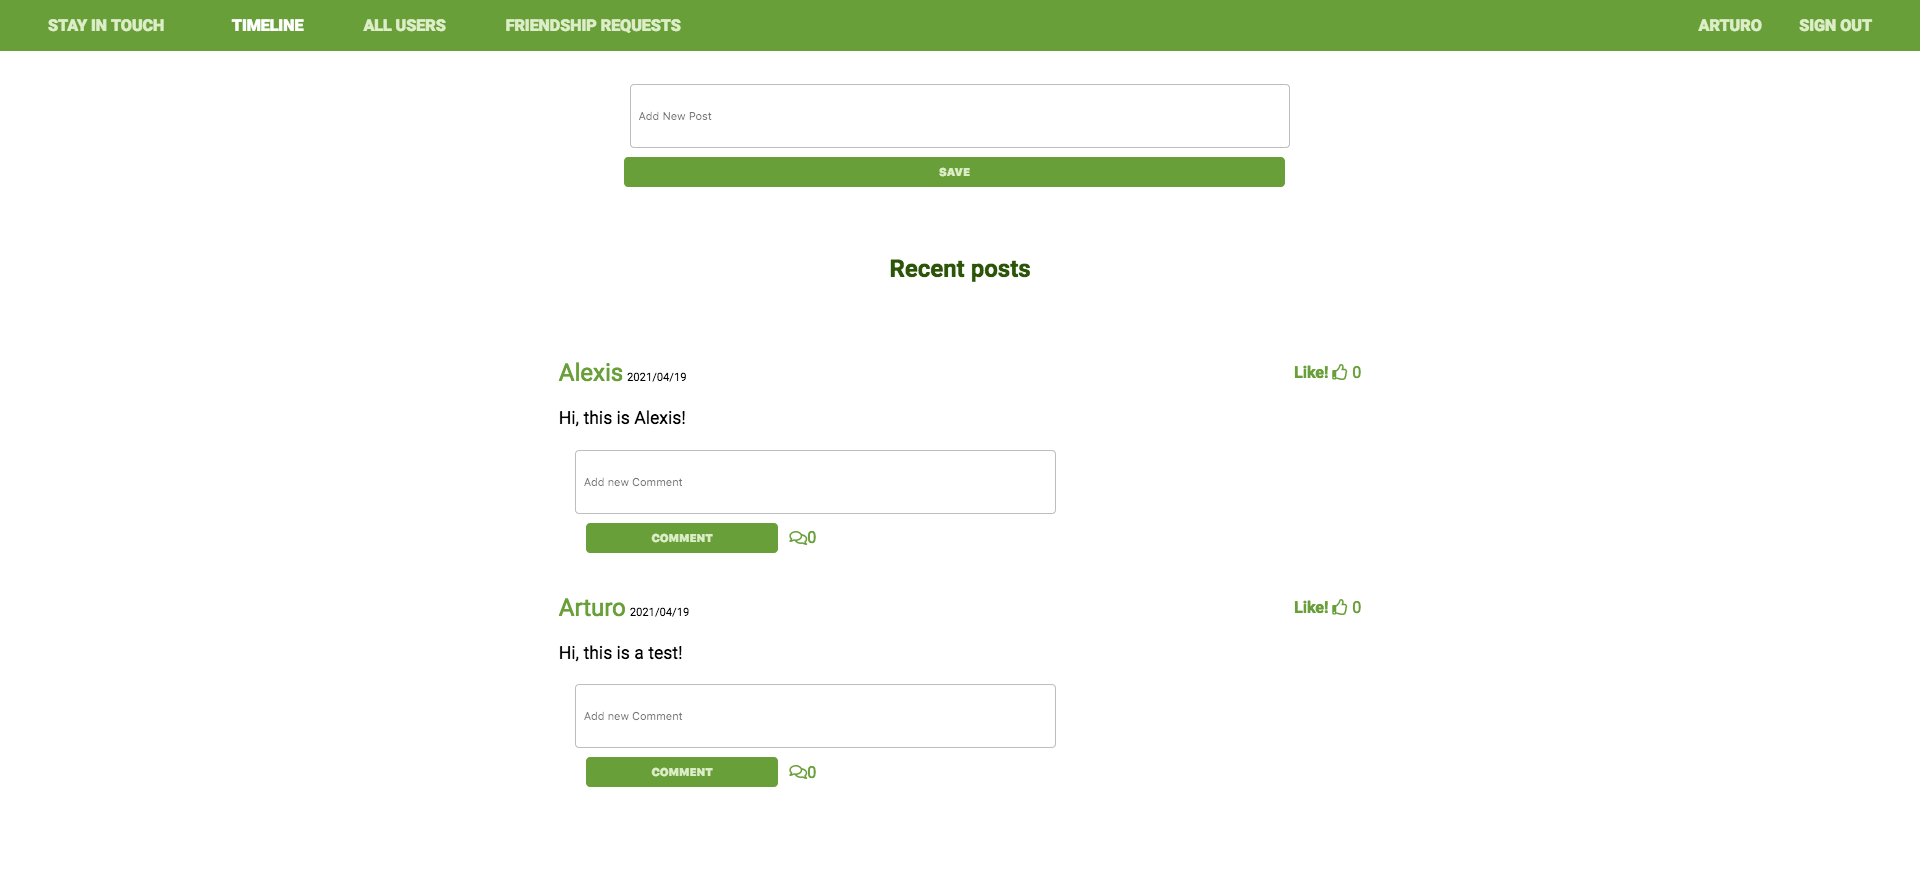 STAY IN TOUCH TIMELINE ALL USERS FRIENDSHIP REQUESTS ARTURO SIGN OUT
Add New Post
SAVE
Recent posts
Alexis 2021/04/19 Like! 0
Hi, this is Alexis!
Add new Comment
COMMENT 0
Arturo 2021/04/19 Like! 0
Hi, this is a test!
Add new Comment
COMMENT 0